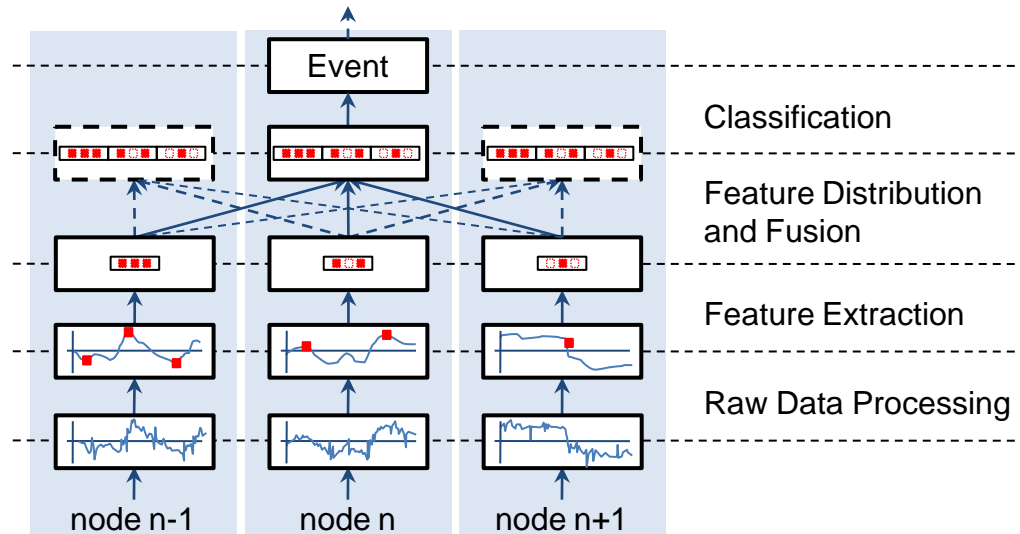 Event
Classification
Feature Distribution
and Fusion
Feature Extraction
Raw Data Processing
node n-1
node n
node n+1